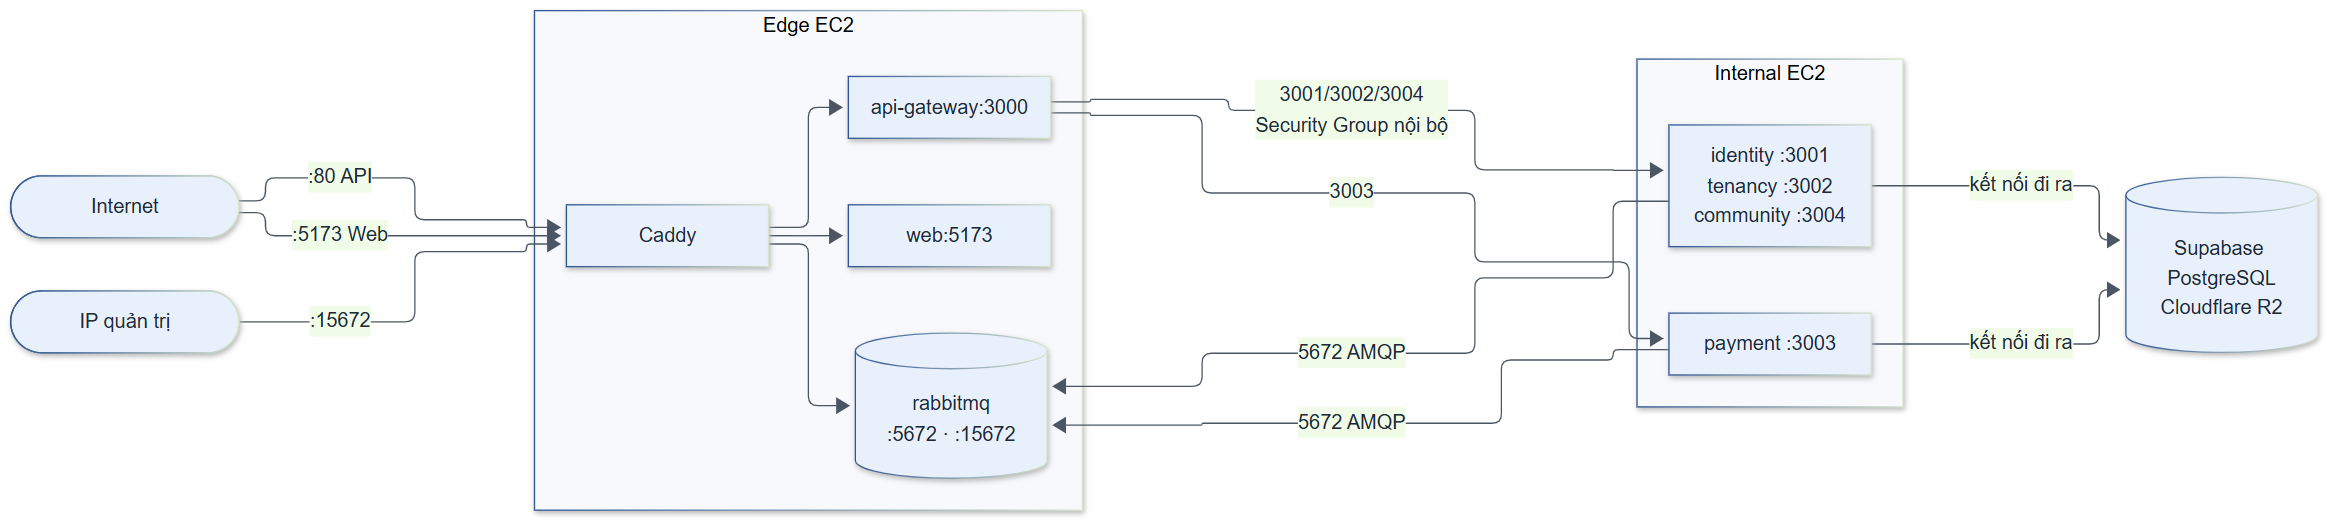 Edge EC2
Internet
IP quản trị
:80 API
:5173 Web
:15672
Caddy
api-gateway:3000
web:5173
rabbitmq
:5672 · :15672
3001/3002/3004
Security Group nội bộ
3003
5672 AMQP
5672 AMQP
Internal EC2
identity :3001
tenancy :3002
community :3004
payment :3003
kết nối đi ra
kết nối đi ra
Supabase
PostgreSQL
Cloudflare R2